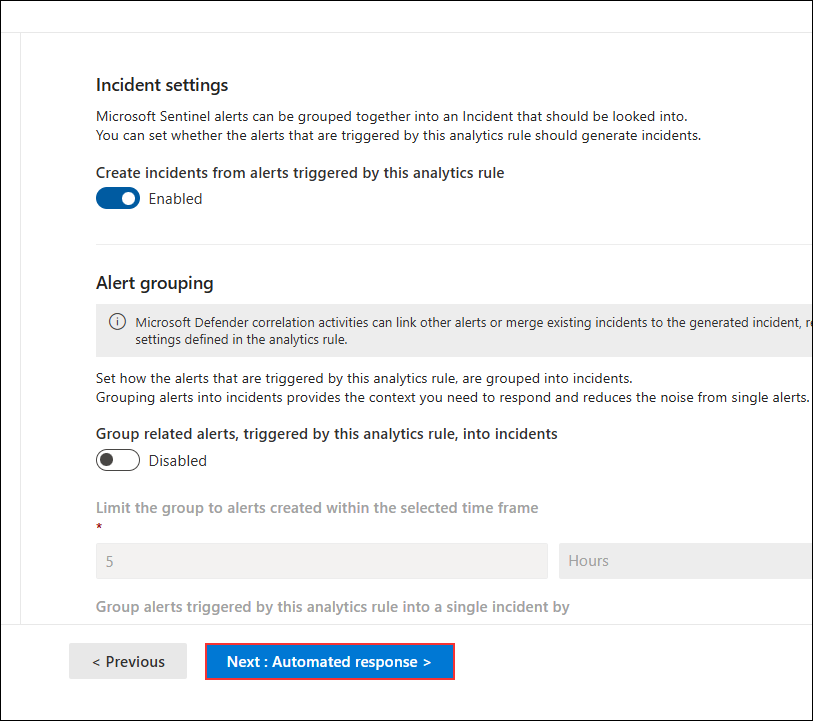 Incident settings
Microsoft Sentinel alerts can be grouped together into an Incident that should be looked into.
You can set whether the alerts that are triggered by this analytics rule should generate incidents.
Create incidents from alerts triggered by this analytics rule
Enabled
Alert grouping
Microsoft Defender correlation activities can link other alerts or merge existing incidents to the generated incident,
settings defined in the analytics rule.
Set how the alerts that are triggered by this analytics rule, are grouped into incidents.
Grouping alerts into incidents provides the context you need to respond and reduces the noise from single alerts.
Group related alerts, triggered by this analytics rule, into incidents
Disabled
Limit the group to alerts created within the selected time frame
*
5
Hours
Group alerts triggered by this analytics rule into a single incident by
< Previous
Next : Automated response >